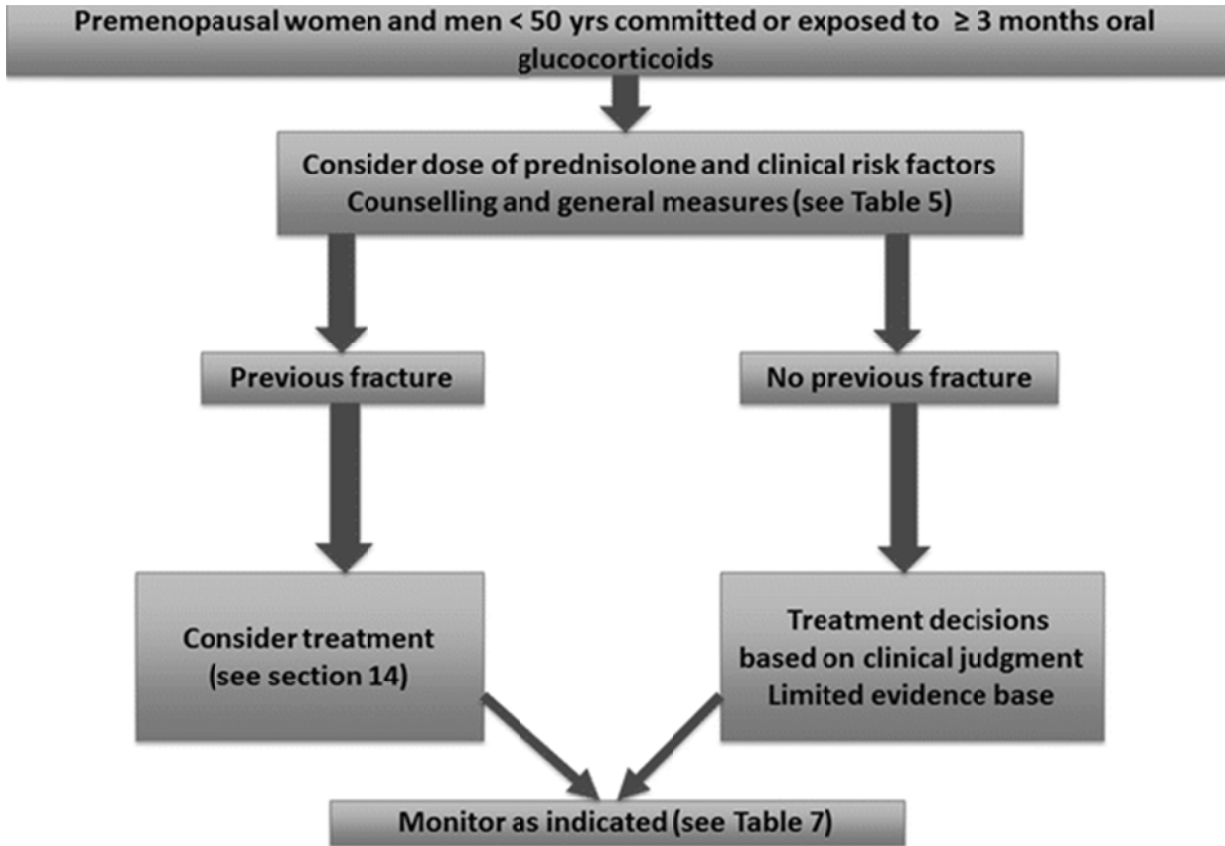 Premenopausal women and men < 50 yrs committed or exposed to ≥ 3 months oral
glucocorticoids
Consider dose of prednisolone and clinical risk factors
Counselling and general measures (see Table 5)
Previous fracture
No previous fracture
Consider treatment
(see section 14)
Treatment decisions
based on clinical judgment
Limited evidence base
Monitor as indicated (see Table 7)